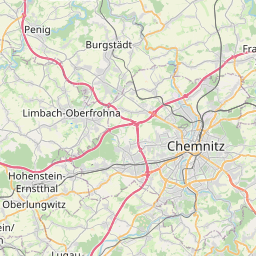 Penig
Burgstädt
Fra
Limbach-Oberfrohna
Chemnitz
Hohenstein-
Ernstthal
Oberlungwitz
n/
Lugau